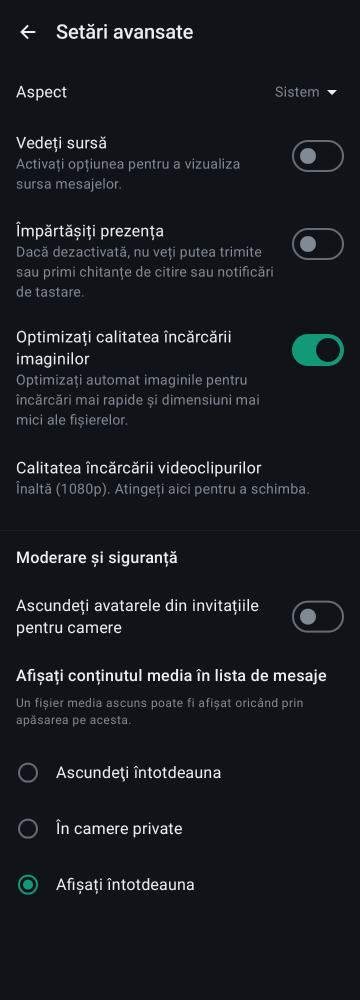 Setări avansate
Aspect
Sistem
Vedeți sursă
Activați opțiunea pentru a vizualiza
sursa mesajelor.
Împărtășiți prezența
Dacă dezactivată, nu veți putea trimite
sau primi chitanțe de citire sau notificări
de tastare.
Optimizați calitatea încărcării
imaginilor
Optimizați automat imaginile pentru
încărcări mai rapide și dimensiuni mai
mici ale fișierelor.
Calitatea încărcării videoclipurilor
Înaltă (1080p). Atingeți aici pentru a schimba.
Moderare și siguranță
Ascundeți avatarele din invitațiile
pentru camere
Afișați conținutul media în lista de mesaje
Un fișier media ascuns poate fi afișat oricând prin
apăsarea pe acesta.
Ascundeţi întotdeauna
În camere private
Afișați întotdeauna